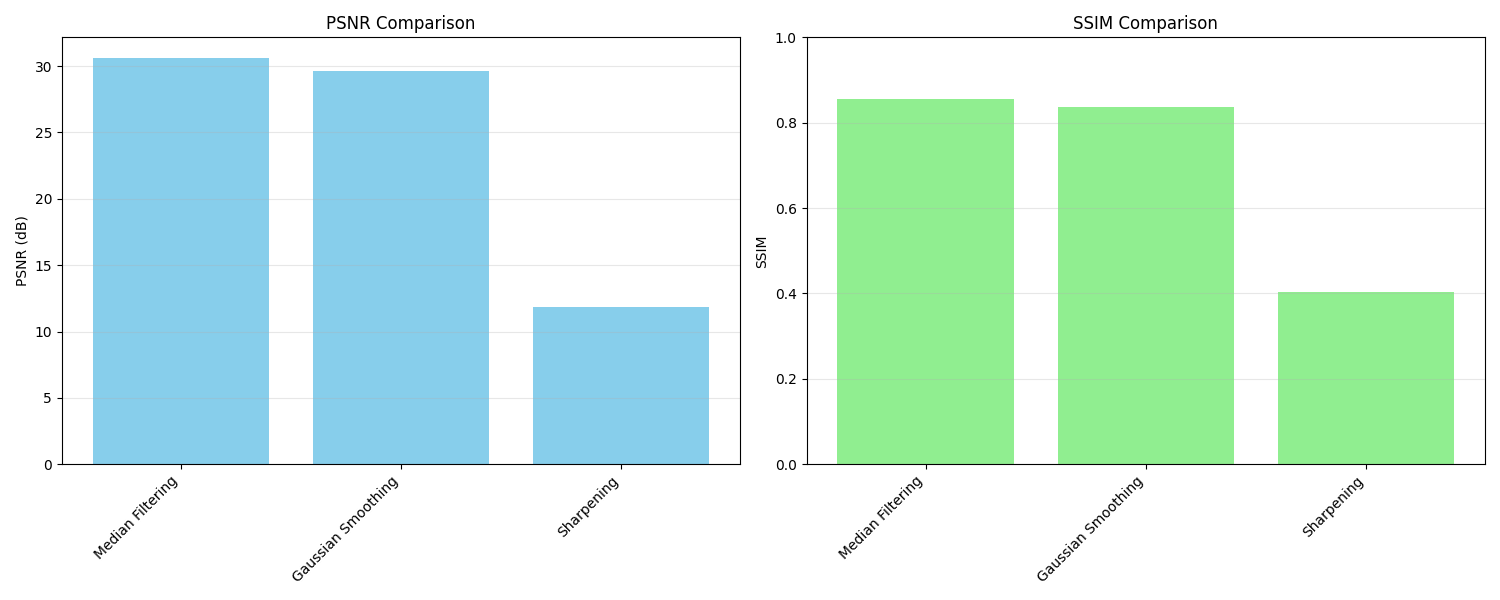 PSNR Comparison
PSNR (dB)
30
25
20
15
10
5
0
Median Filtering
Gaussian Smoothing
Sharpening
SSIM Comparison
SSIM
1.0
0.8
0.6
0.4
0.2
0.0
Median Filtering
Gaussian Smoothing
Sharpening